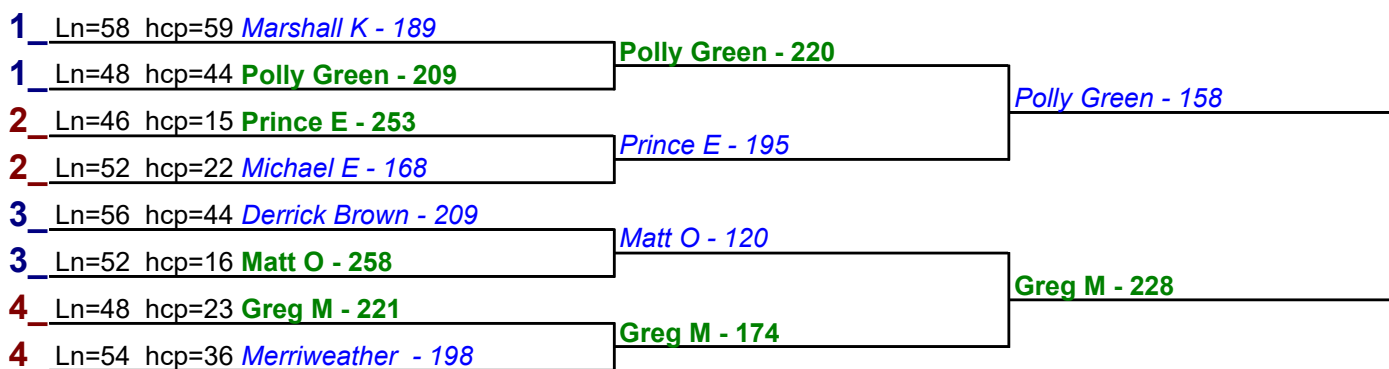 1_ Ln=58 hcp=59 Marshall K - 189
Polly Green - 220
1_ Ln=48 hcp=44 Polly Green - 209
Polly Green - 158
2_ Ln=46 hcp=15 Prince E - 253
Prince E - 195
2_ Ln=52 hcp=22 Michael E - 168
3_ Ln=56 hcp=44 Derrick Brown - 209
Matt O - 120
3_ Ln=52 hcp=16 Matt O - 258
Greg M - 228
4_ Ln=48 hcp=23 Greg M - 221
Greg M - 174
4 Ln=54 hcp=36 Merriweather - 198